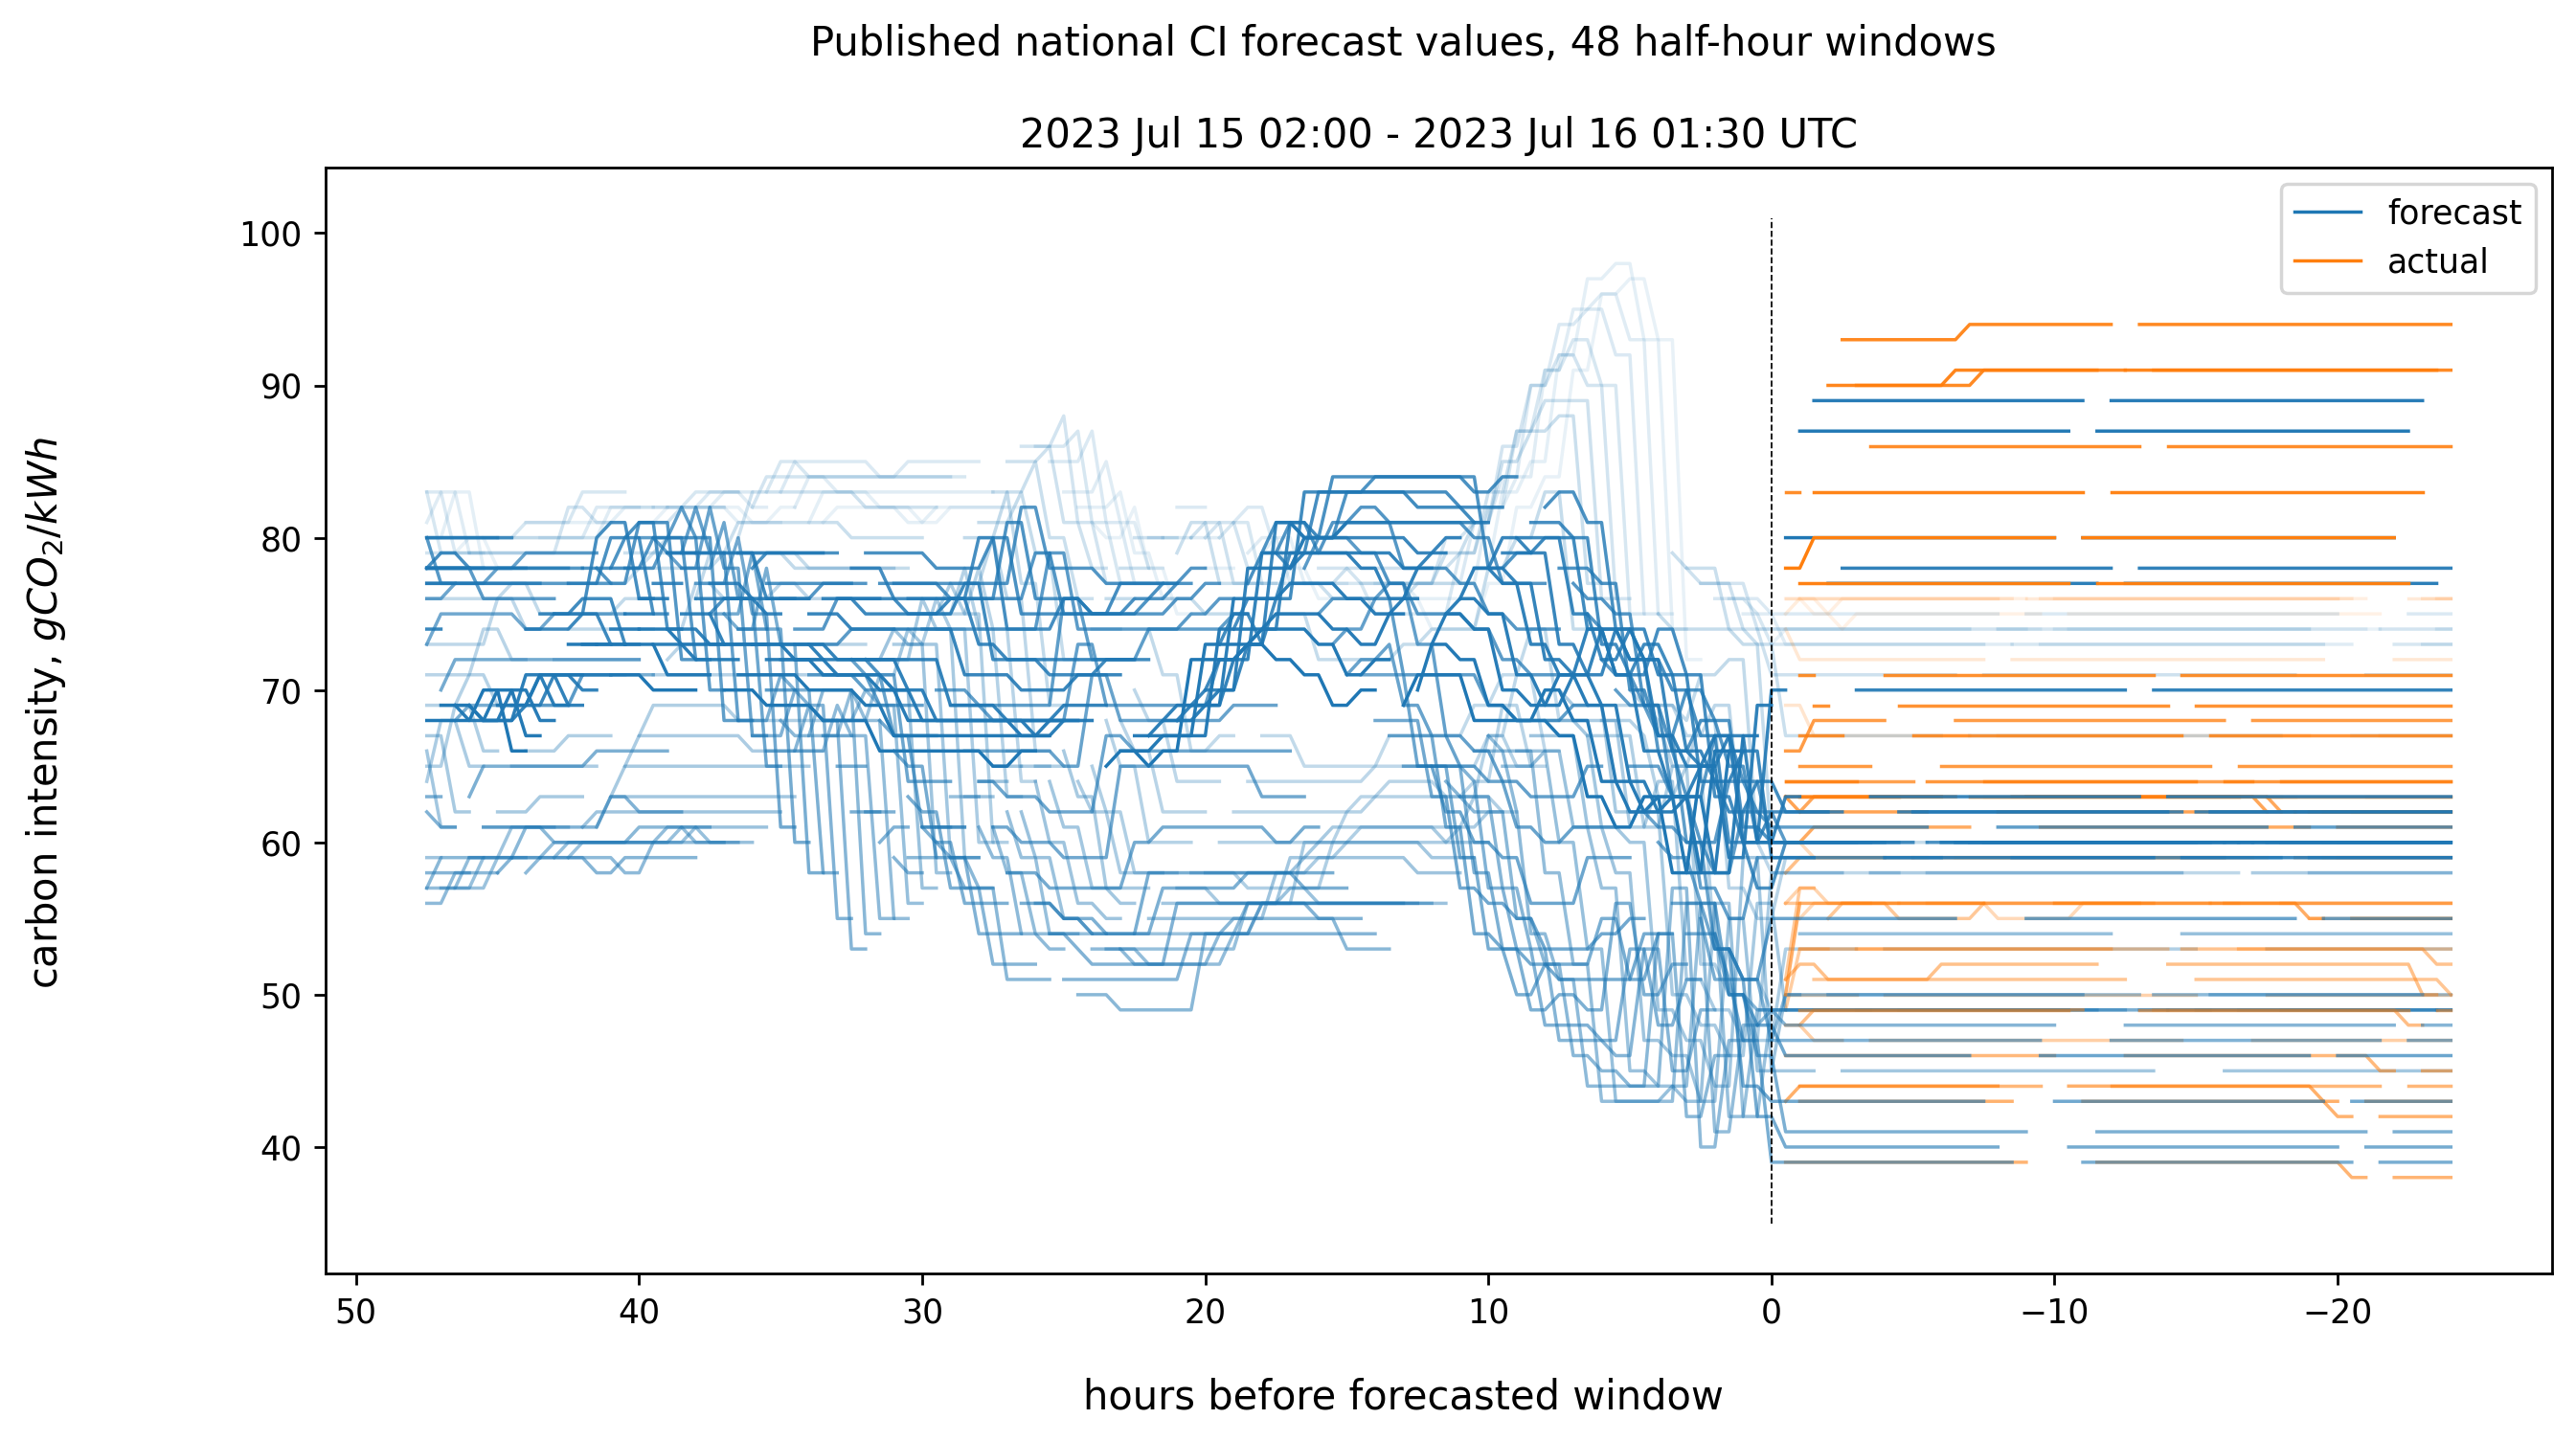 Published national CI forecast values, 48 half-hour windows
2023 Jul 15 02:00 - 2023 Jul 16 01:30 UTC
forecast
actual
carbon intensity, gCO₂/kWh
100
90
80
70
60
50
40
50 40 30 20 10 0 −10 −20
hours before forecasted window